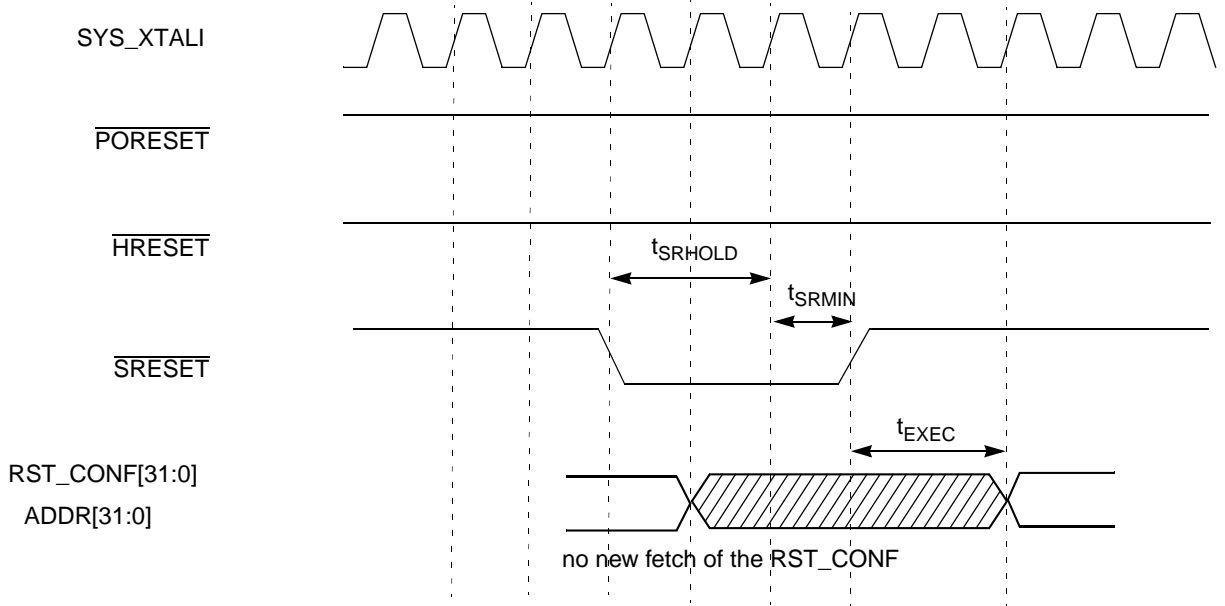 SYS_XTALI
PORESET
HRESET
tSRHOLD
tSRMIN
SRESET
tEXEC
RST_CONF[31:0]
ADDR[31:0]
no new fetch of the RST_CONF